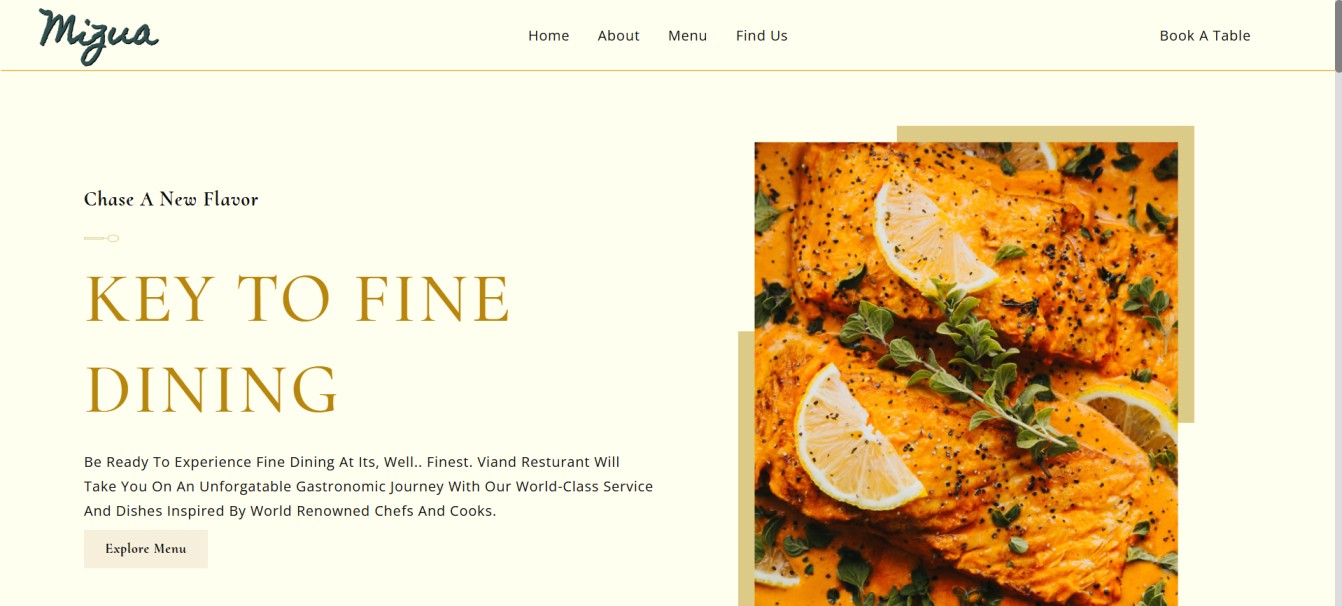 Mizua
Home About Menu Find Us
Book A Table
Chase A New Flavor
KEY TO FINE
DINING
Be Ready To Experience Fine Dining At Its, Well.. Finest. Viand Resturant Will
Take You On An Unforgatable Gastronomic Journey With Our World-Class Service
And Dishes Inspired By World Renowned Chefs And Cooks.
Explore Menu